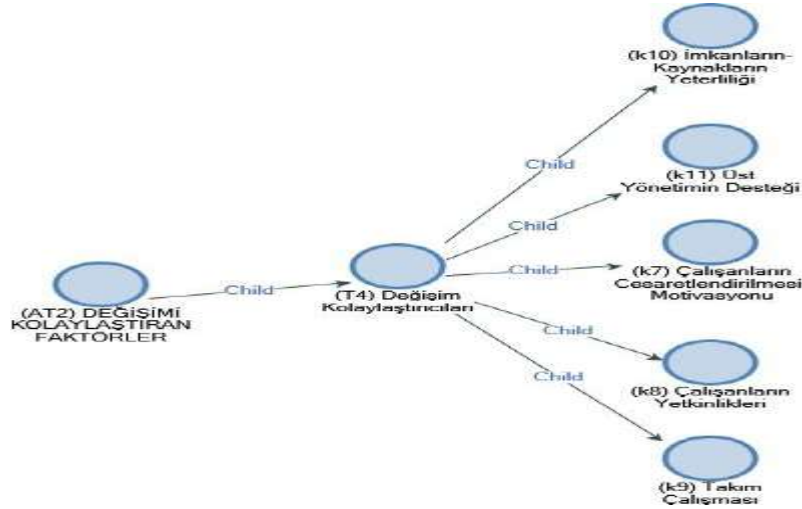 (k10) İmkanların-
Kaynakların
Yeterliliği
Child
(k11) Üst
Yönetimin Desteği
Child
(AT2) DEĞİŞİMİ
KOLAYLAŞTIRAN
FAKTÖRLER
Child
(T4) Değişim
Kolaylaştırıcıları
Child
(k7) Çalışanların
Cesaretlendirilmesi
Motivasyonu
Child
(k8) Çalışanların
Yetkinlikleri
Child
(k9) Takım
Çalışması